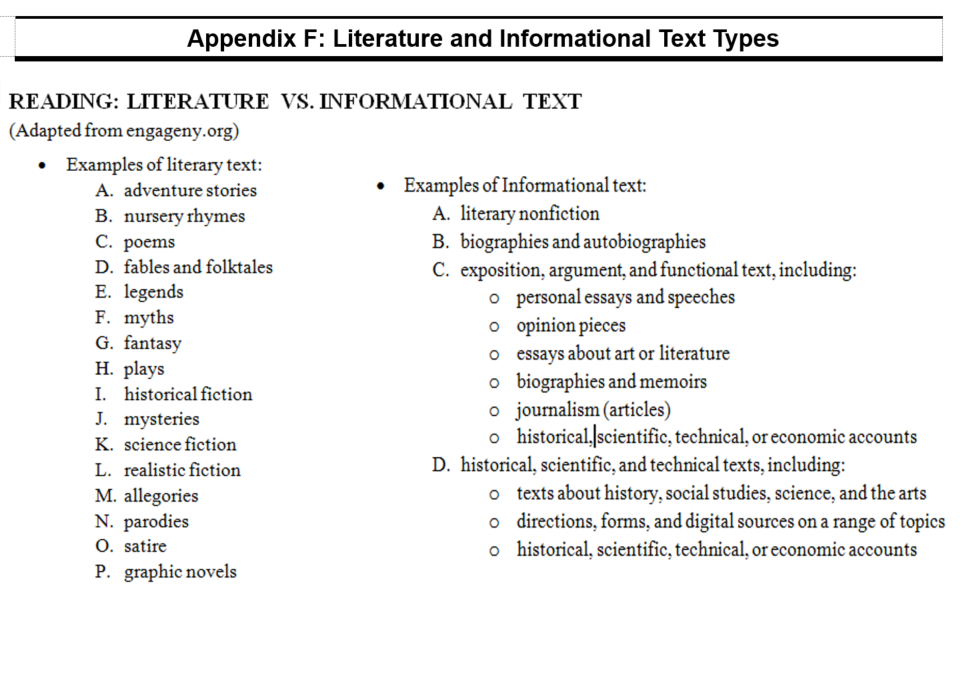 Appendix F: Literature and Informational Text Types
READING: LITERATURE VS. INFORMATIONAL TEXT
(Adapted from engageny.org)
• Examples of literary text:
A. adventure stories
B. nursery rhymes
C. poems
D. fables and folktales
E. legends
F. myths
G. fantasy
H. plays
I. historical fiction
J. mysteries
K. science fiction
L. realistic fiction
M. allegories
N. parodies
O. satire
P. graphic novels
• Examples of Informational text:
A. literary nonfiction
B. biographies and autobiographies
C. exposition, argument, and functional text, including:
o personal essays and speeches
o opinion pieces
o essays about art or literature
o biographies and memoirs
o journalism (articles)
o historical, scientific, technical, or economic accounts
D. historical, scientific, and technical texts, including:
o texts about history, social studies, science, and the arts
o directions, forms, and digital sources on a range of topics
o historical, scientific, technical, or economic accounts